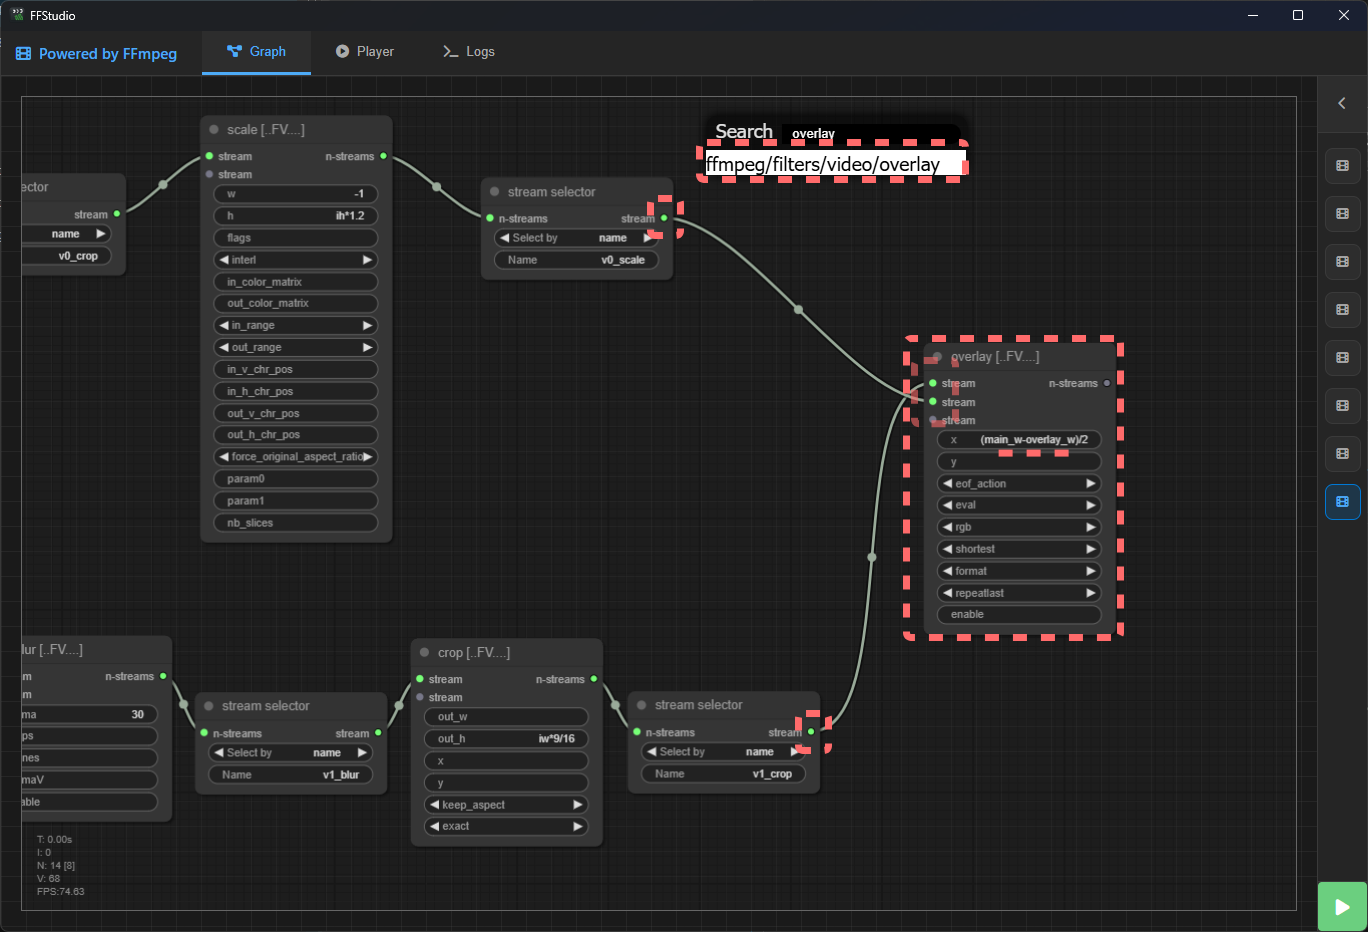 FFStudio
Powered by FFmpeg
Graph
Player
Logs
Search overlay
ffmpeg/filters/video/overlay
ector
stream
name
v0_crop
scale [..FV....]
stream n-streams
stream
w -1
h ih*1.2
flags
interl
in_color_matrix
out_color_matrix
in_range
out_range
in_v_chr_pos
in_h_chr_pos
out_v_chr_pos
out_h_chr_pos
force_original_aspect_ratio
param0
param1
nb_slices
stream selector
n-streams stream
Select by name
Name v0_scale
overlay [..FV....]
stream n-streams
stream
stream
x (main_w-overlay_w)/2
y
eof_action
eval
rgb
shortest
format
repeatlast
enable
lur [..FV....]
m n-streams
m
ma 30
ps
nes
maV
able
stream selector
n-streams stream
Select by name
Name v1_blur
crop [..FV....]
stream n-streams
stream
out_w
out_h iw*9/16
x
y
keep_aspect
exact
stream selector
n-streams stream
Select by name
Name v1_crop
T: 0.00s
I: 0
N: 14 [8]
V: 68
FPS:74.63